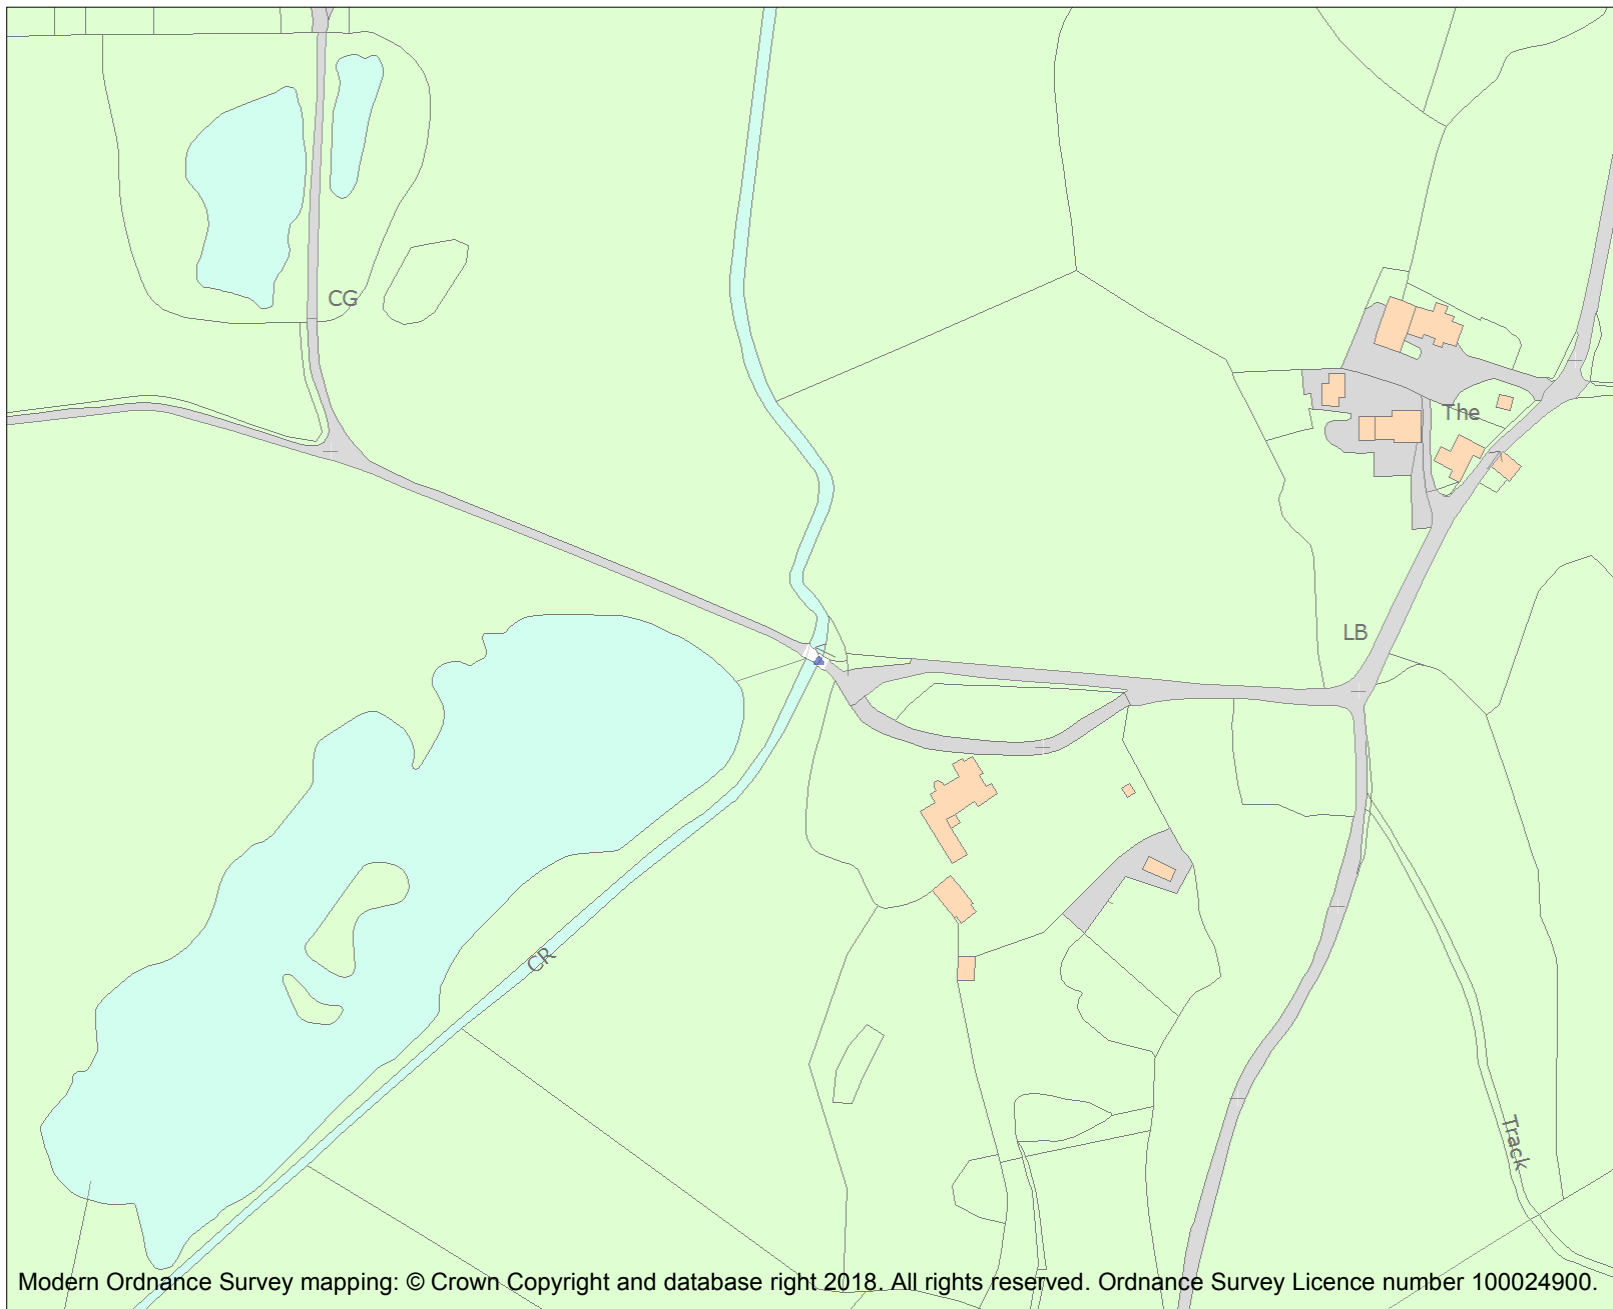 CG
The
LB
CR
Track
Modern Ordnance Survey mapping: © Crown Copyright and database right 2018. All rights reserved. Ordnance Survey Licence number 100024900.